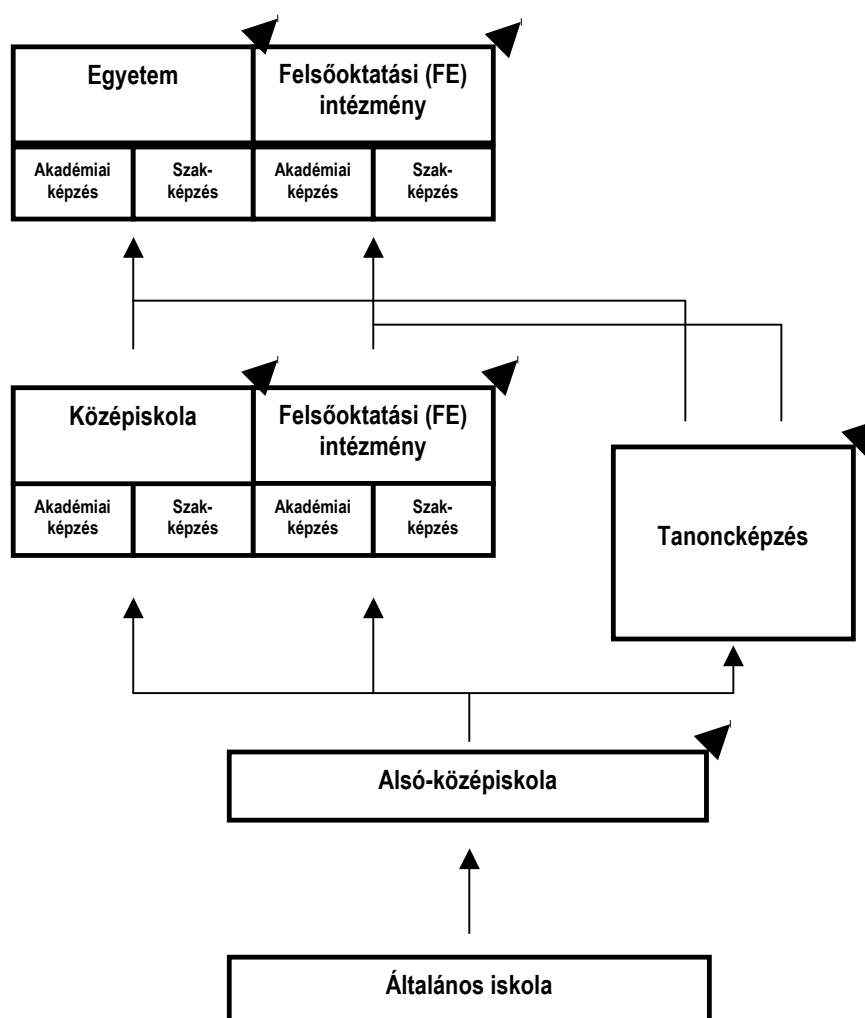 Egyetem
Felsőoktatási (FE)
intézmény
Akadémiai
képzés
Szak-
képzés
Akadémiai
képzés
Szak-
képzés
Középiskola
Felsőoktatási (FE)
intézmény
Akadémiai
képzés
Szak-
képzés
Akadémiai
képzés
Szak-
képzés
Tanoncképzés
Alsó-középiskola
Általános iskola